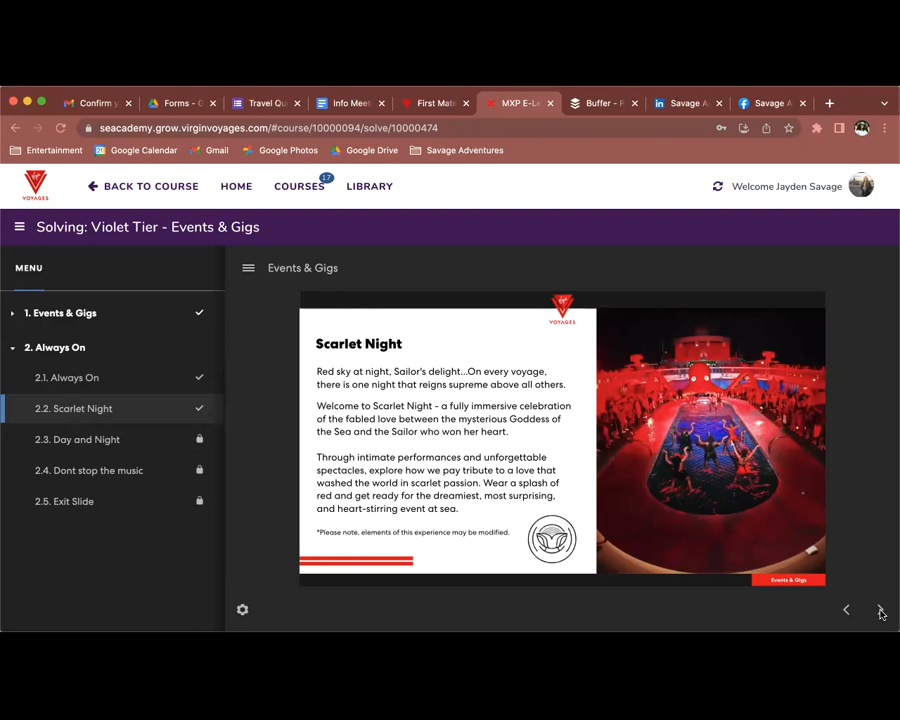 Confirm y
Forms - G
Travel Qu
Info Meet
First Mate
MXP E-Le
Buffer - P
Savage A
Savage A
seacademy.grow.virginvoyages.com/#course/10000094/solve/10000474
Entertainment
Google Calendar
Gmail
Google Photos
Google Drive
Savage Adventures
VOYAGES
BACK TO COURSE
HOME
COURSES
17
LIBRARY
Welcome Jayden Savage
Solving: Violet Tier - Events & Gigs
MENU
1. Events & Gigs
2. Always On
2.1. Always On
2.2. Scarlet Night
2.3. Day and Night
2.4. Dont stop the music
2.5. Exit Slide
Events & Gigs
VOYAGES
Scarlet Night
Red sky at night, Sailor's delight...On every voyage,
there is one night that reigns supreme above all others.
Welcome to Scarlet Night - a fully immersive celebration
of the fabled love between the mysterious Goddess of
the Sea and the Sailor who won her heart.
Through intimate performances and unforgettable
spectacles, explore how we pay tribute to a love that
washed the world in scarlet passion. Wear a splash of
red and get ready for the dreamiest, most surprising,
and heart-stirring event at sea.
*Please note, elements of this experience may be modified.
Events & Gigs